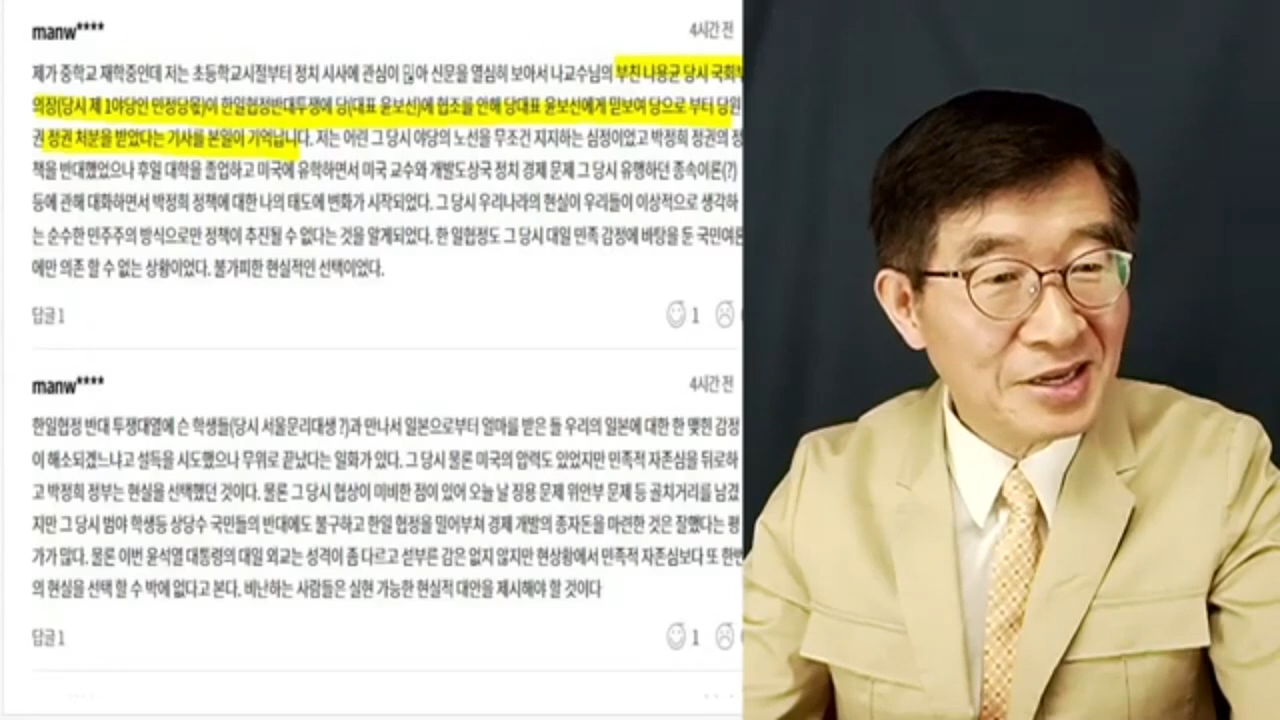 manw****
4시간 전
제가 중학교 재학중인데 저는 초등학교시절부터 정치 시사에 관심이 많아 신문을 열심히 보아서 나교수님의 부친 나용균 당시 국회부
의장(당시 제 1야당인 민정당)이 한일협정반대투쟁에 당(대표 윤보선)에 협조를 안해 당대표 윤보선에게 밉보여 당으로 부터 당원
권 정권 처분을 받았다는 기사를 본일이 기억납니다. 저는 어린 그 당시 야당의 노선을 무조건 지지하는 심정이었고 박정희 정권의 정
책을 반대했었으나 후일 대학을 졸업하고 미국에 유학하면서 미국 교수와 개발도상국 정치 경제 문제 그 당시 유행하던 종속이론(?)
등에 관해 대화하면서 박정희 정책에 대한 나의 태도에 변화가 시작되었다. 그 당시 우리나라의 현실이 우리들이 이상적으로 생각하
는 순수한 민주주의 방식으로만 정책이 추진될 수 없다는 것을 알게되었다. 한 일협정도 그 당시 대일 민족 감정에 바탕을 둔 국민여론
에만 의존 할 수 없는 상황이었다. 불가피한 현실적인 선택이었다.
답글 1
1
manw****
4시간 전
한일협정 반대 투쟁대열에 슨 학생들(당시 서울문리대생 ?)과 만나서 일본으로부터 얼마를 받은 들 우리의 일본에 대한 한 맺힌 감정
이 해소되겠느냐고 설득을 시도했으나 무위로 끝났다는 일화가 있다. 그 당시 물론 미국의 압력도 있었지만 민족적 자존심을 뒤로하
고 박정희 정부는 현실을 선택했던 것이다. 물론 그 당시 협상이 미비한 점이 있어 오늘 날 징용 문제 위안부 문제 등 골치거리를 남겼
지만 그 당시 범야 학생등 상당수 국민들의 반대에도 불구하고 한일 협정을 밀어부쳐 경제 개발의 종자돈을 마련한 것은 잘했다는 평
가가 많다. 물론 이번 윤석열 대통령의 대일 외교는 성격이 좀 다르고 섣부른 감은 없지 않지만 현상황에서 민족적 자존심보다 또 한번
의 현실을 선택 할 수 박에 없다고 본다. 비난하는 사람들은 실현 가능한 현실적 대안을 제시해야 할 것이다
답글 1
1